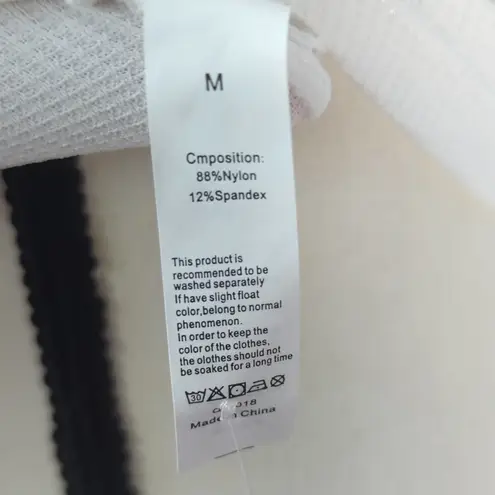 M
Cmposition:
88%Nylon
12%Spandex
This product is
recommended to be
washed separately
If have slight float
color,belong to normal
phenomenon.
In order to keep the
color of the clothes,
the olothes should not
be soaked for a long time
30
Made in China